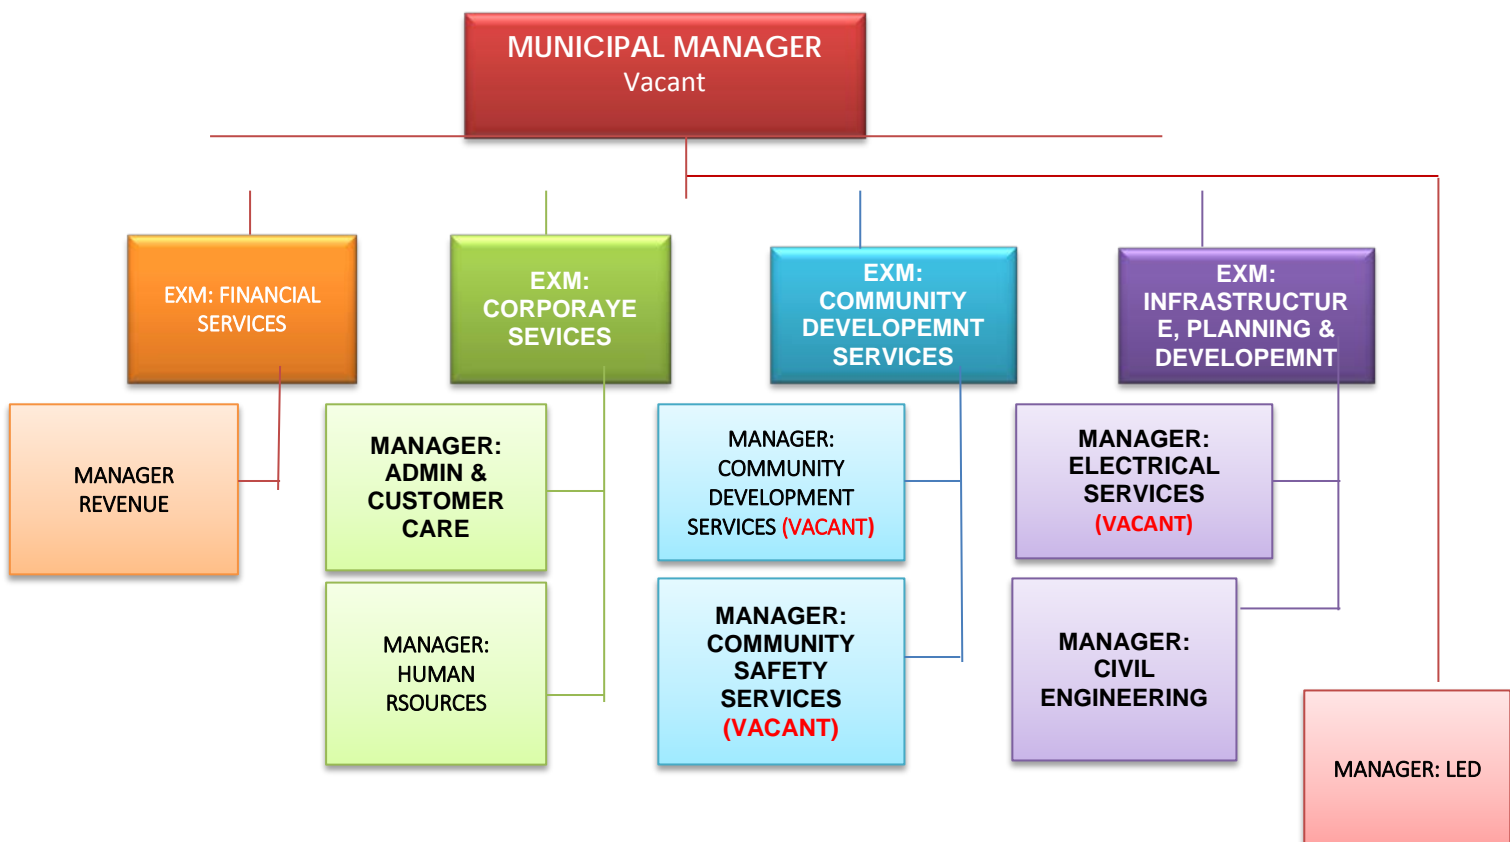 MUNICIPAL MANAGER
Vacant
EXM: FINANCIAL
SERVICES
EXM:
CORPORAYE
SEVICES
EXM:
COMMUNITY
DEVELOPEMNT
SERVICES
EXM:
INFRASTRUCTUR
E, PLANNING &
DEVELOPEMNT
MANAGER
REVENUE
MANAGER:
ADMIN &
CUSTOMER
CARE
MANAGER:
COMMUNITY
DEVELOPMENT
SERVICES (VACANT)
MANAGER:
ELECTRICAL
SERVICES
(VACANT)
MANAGER:
HUMAN
RSOURCES
MANAGER:
COMMUNITY
SAFETY
SERVICES
(VACANT)
MANAGER:
CIVIL
ENGINEERING
MANAGER: LED